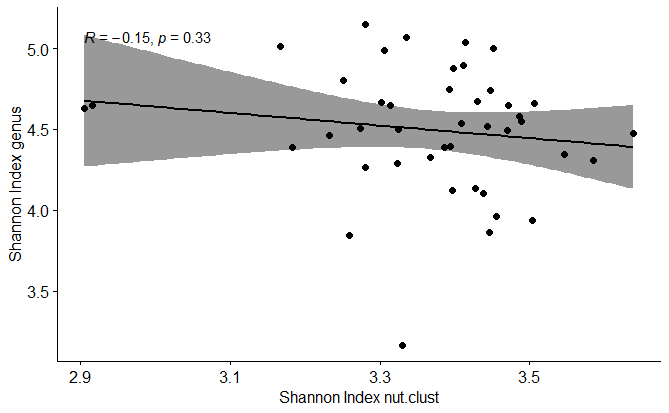 R = −0.15, p = 0.33
5.0
4.5
4.0
3.5
Shannon Index genus
2.9 3.1 3.3 3.5
Shannon Index nut.clust